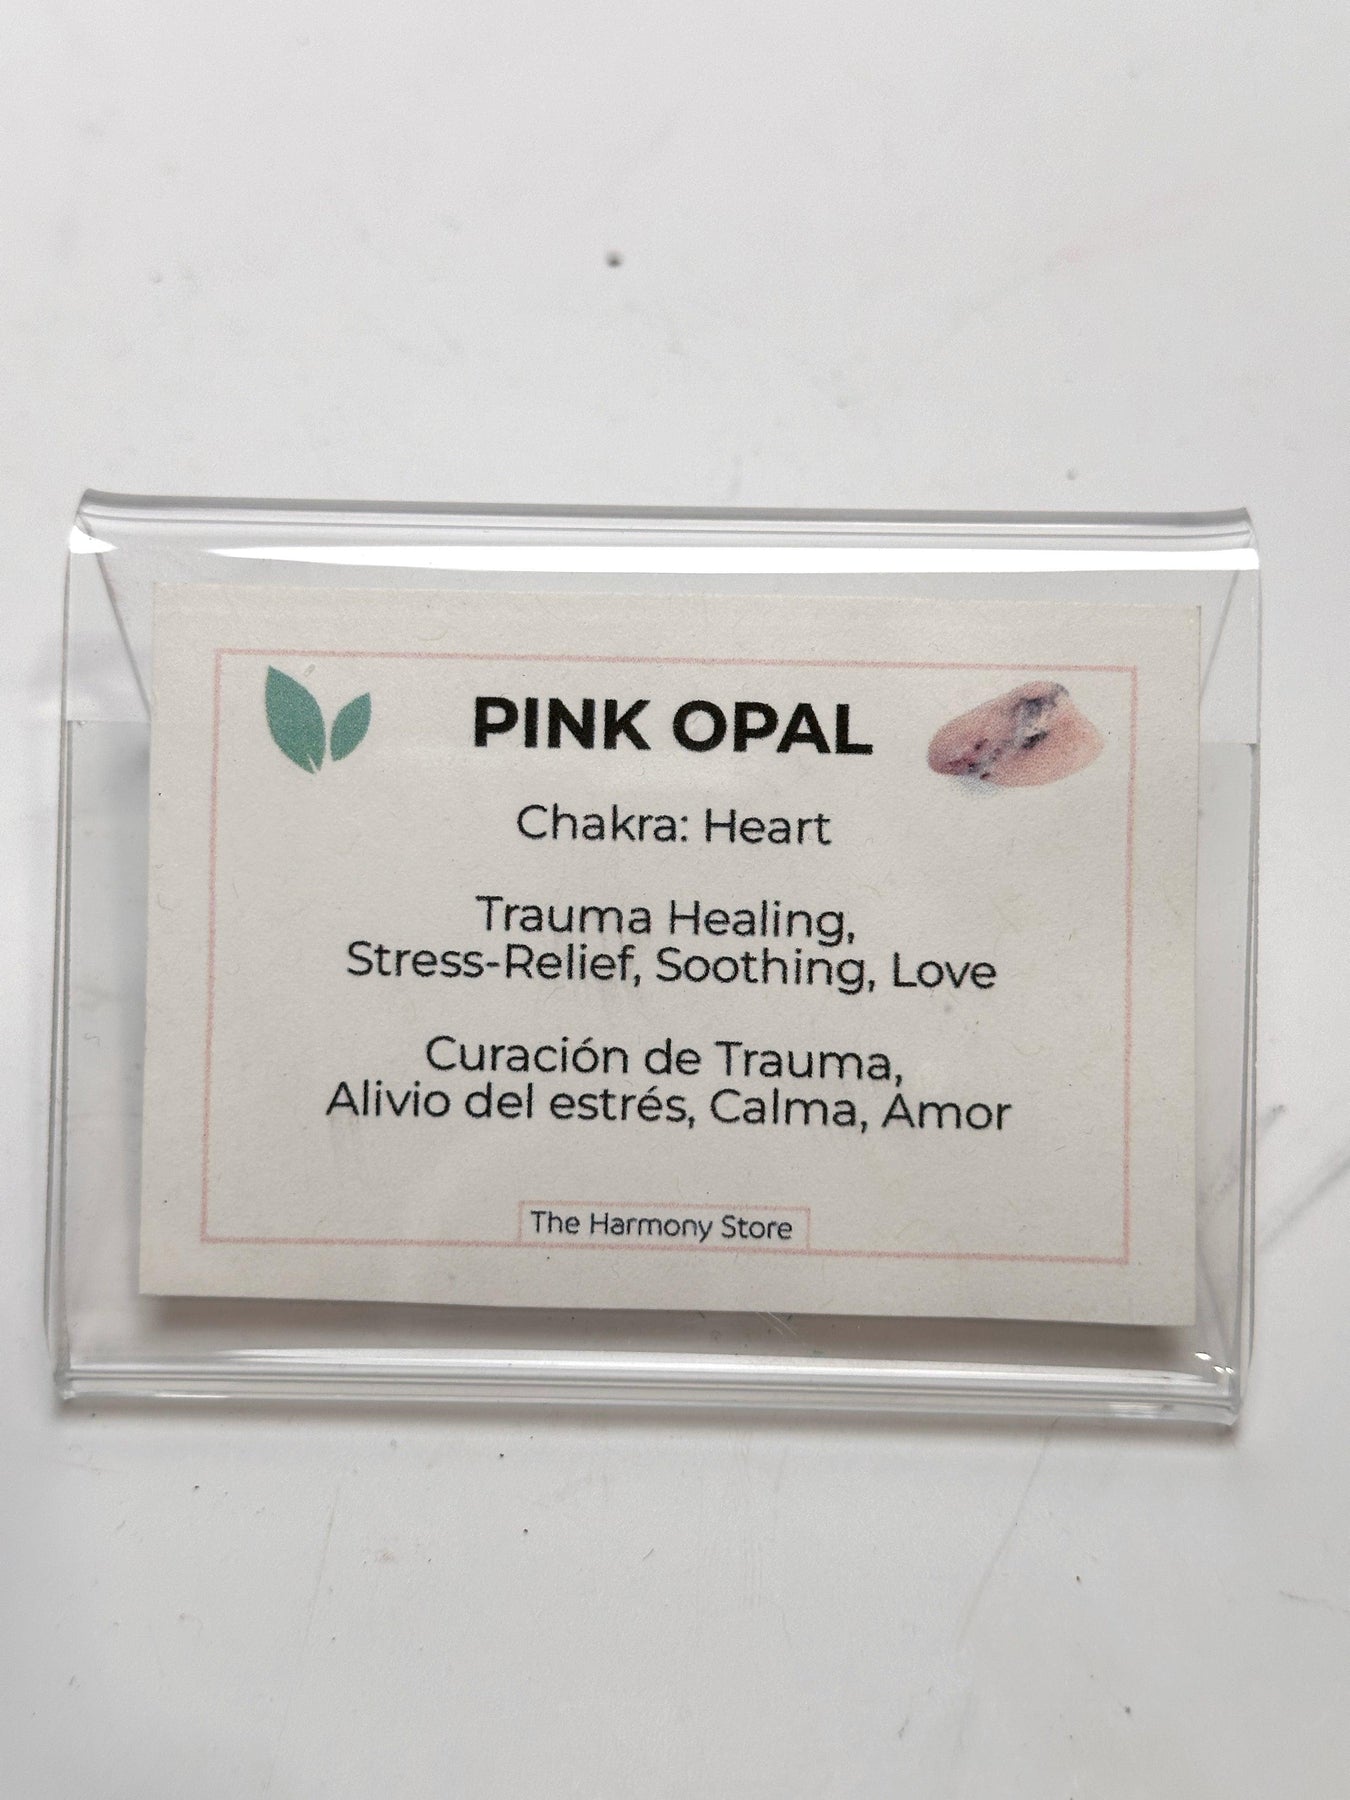 PINK OPAL
Chakra: Heart
Trauma Healing,
Stress-Relief, Soothing, Love
Curación de Trauma,
Alivio del estrés, Calma, Amor
The Harmony Store